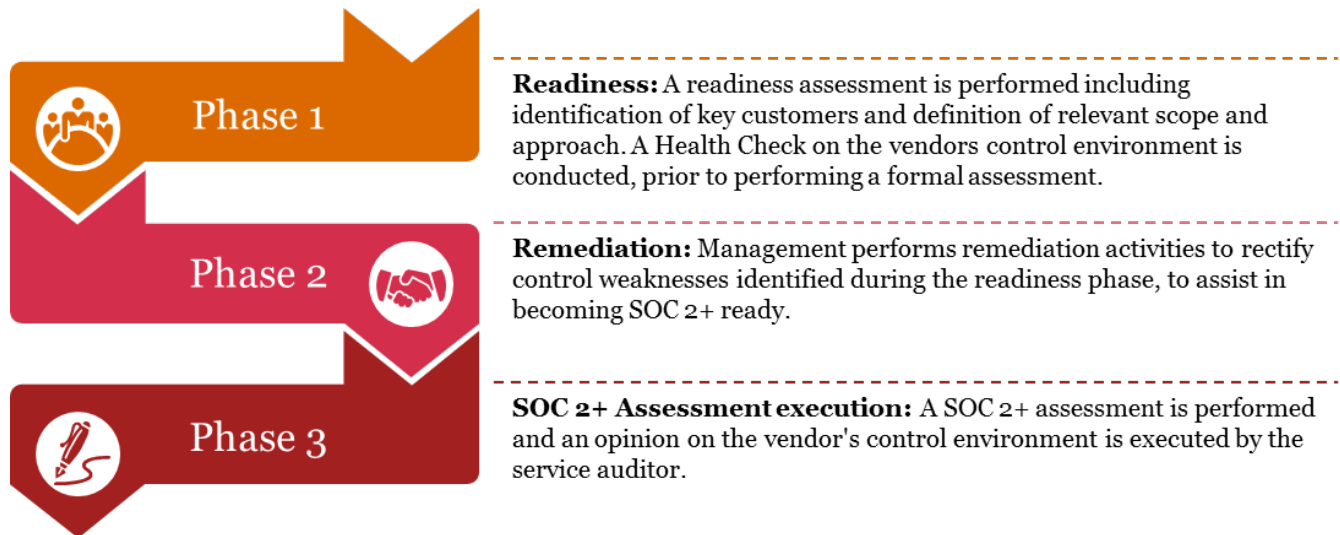 Phase 1
Readiness: A readiness assessment is performed including
identification of key customers and definition of relevant scope and
approach. A Health Check on the vendors control environment is
conducted, prior to performing a formal assessment.
Phase 2
Remediation: Management performs remediation activities to rectify
control weaknesses identified during the readiness phase, to assist in
becoming SOC 2+ ready.
Phase 3
SOC 2+ Assessment execution: A SOC 2+ assessment is performed
and an opinion on the vendor's control environment is executed by the
service auditor.